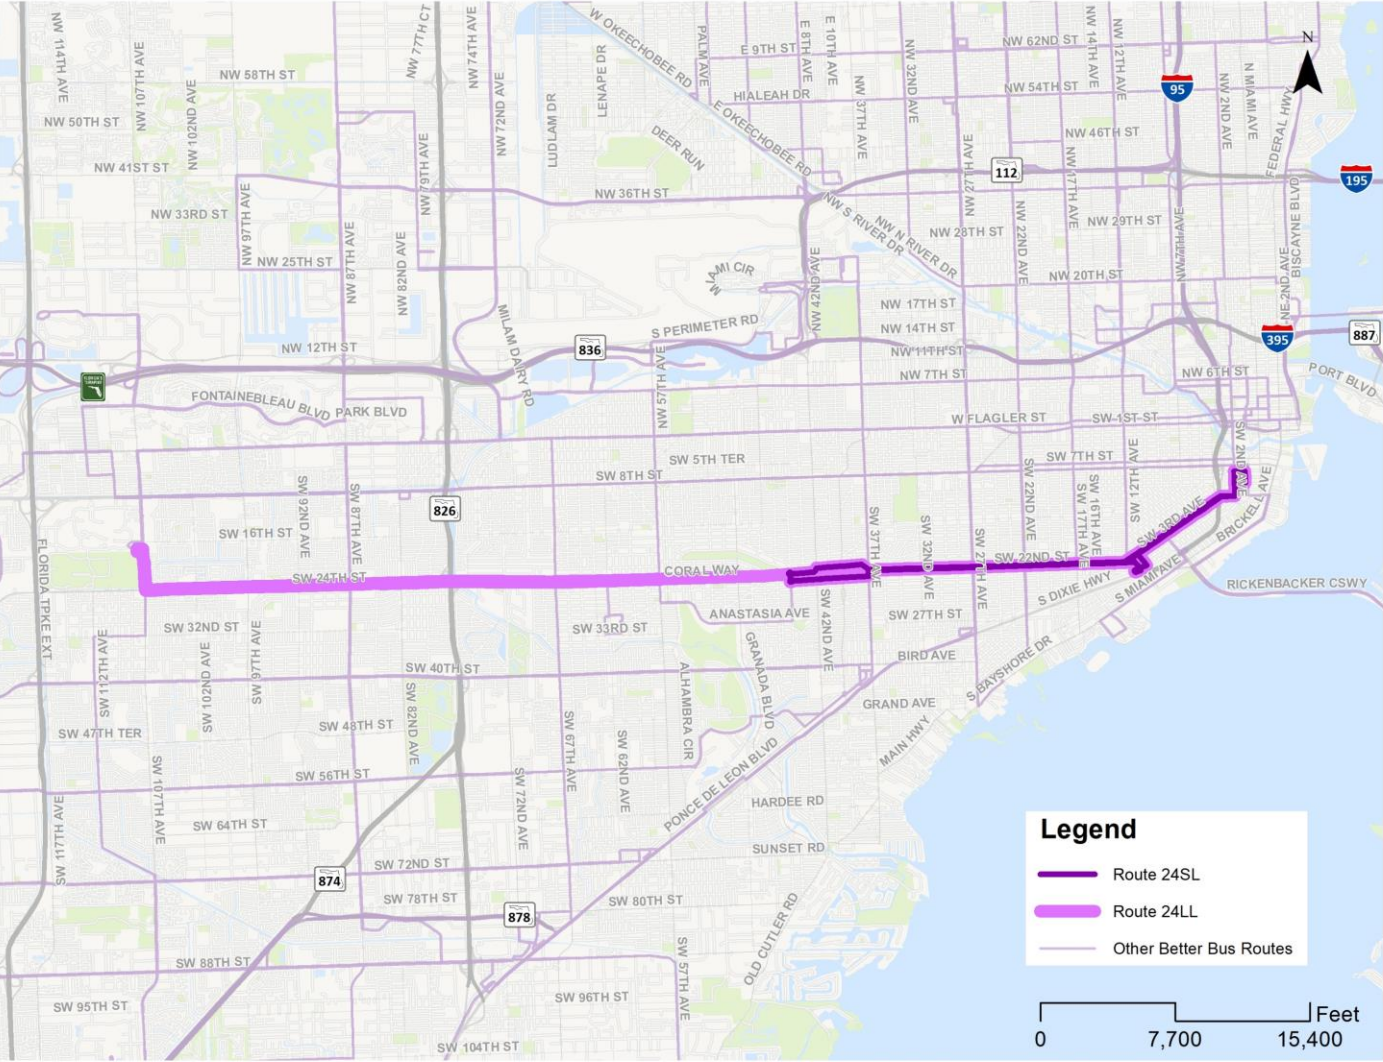 NW 114TH AVE
NW 107TH AVE
NW 102ND AVE
NW 58TH ST
NW 50TH ST
NW 41ST ST
NW 33RD ST
NW 97TH AVE
NW 25TH ST
NW 87TH AVE
NW 82ND AVE
NW 79TH AVE
NW 77TH CT
NW 74TH AVE
NW 72ND AVE
LUDLAM DR
LENAPE DR
DEER RUN
W OKEECHOBEE RD
E OKEECHOBEE RD
PALM AVE
E 9TH ST
E 8TH AVE
E 10TH AVE
HIALEAH DR
NW 37TH AVE
NW 32ND AVE
NW 27TH AVE
NW 62ND ST
NW 54TH ST
NW 46TH ST
NW 14TH AVE
NW 12TH AVE
95
N
NW 2ND AVE
N MIAMI AVE
FEDERAL HWY
112
NW 17TH AVE
195
NW 36TH ST
NW S RIVER DR
NW N RIVER DR
NW 28TH ST
NW 22ND AVE
NW 29TH ST
NW 7TH AVE
BISCAYNE BLVD
NE 2ND AVE
NW 20TH ST
MIAMI CIR
NW 42ND AVE
NW 17TH ST
NW 14TH ST
NW 11TH ST
NW 7TH ST
S PERIMETER RD
836
NW 57TH AVE
MILAM DAIRY RD
NW 12TH ST
395
887
PORT BLVD
NW 6TH ST
FONTAINEBLEAU BLVD
PARK BLVD
W FLAGLER ST
SW 1ST ST
SW 7TH ST
SW 5TH TER
SW 8TH ST
826
SW 92ND AVE
SW 87TH AVE
SW 16TH ST
SW 24TH ST
CORAL WAY
SW 37TH AVE
SW 32ND AVE
SW 27TH AVE
SW 22ND AVE
SW 22ND ST
SW 17TH AVE
SW 16TH AVE
SW 12TH AVE
SW 3RD AVE
SW 2ND AVE
BRICKELL AVE
S MIAMI AVE
S DIXIE HWY
RICKENBACKER CSWY
FLORIDA TPKE EXT
SW 32ND ST
SW 33RD ST
ANASTASIA AVE
SW 42ND AVE
SW 27TH ST
BIRD AVE
S BAYSHORE DR
GRAND AVE
MAIN HWY
GRANADA BLVD
ALHAMBRA CIR
SW 40TH ST
SW 112TH AVE
SW 102ND AVE
SW 97TH AVE
SW 82ND AVE
SW 48TH ST
SW 47TH TER
SW 56TH ST
SW 67TH AVE
SW 62ND AVE
SW 72ND AVE
PONCE DE LEON BLVD
HARDEE RD
SUNSET RD
SW 107TH AVE
SW 117TH AVE
SW 64TH ST
SW 72ND ST
874
SW 78TH ST
878
SW 80TH ST
OLD CUTLER RD
SW 57TH AVE
SW 88TH ST
SW 95TH ST
SW 96TH ST
SW 104TH ST
Legend
Route 24SL
Route 24LL
Other Better Bus Routes
Feet
0 7,700 15,400